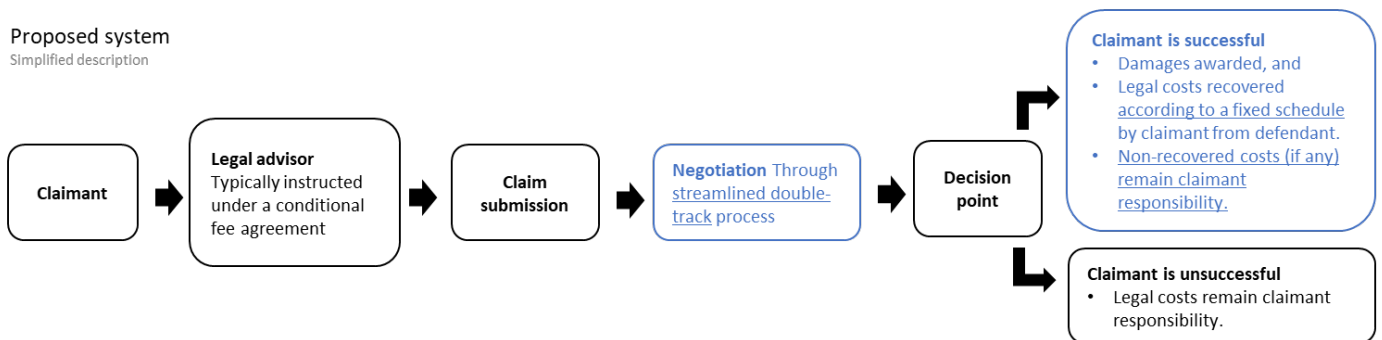 Proposed system
Simplified description
Claimant
Legal advisor
Typically instructed
under a conditional
fee agreement
Claim
submission
Negotiation Through
streamlined double-
track process
Decision
point
Claimant is successful
• Damages awarded, and
• Legal costs recovered
according to a fixed schedule
by claimant from defendant.
• Non-recovered costs (if any)
remain claimant
responsibility.
Claimant is unsuccessful
• Legal costs remain claimant
responsibility.